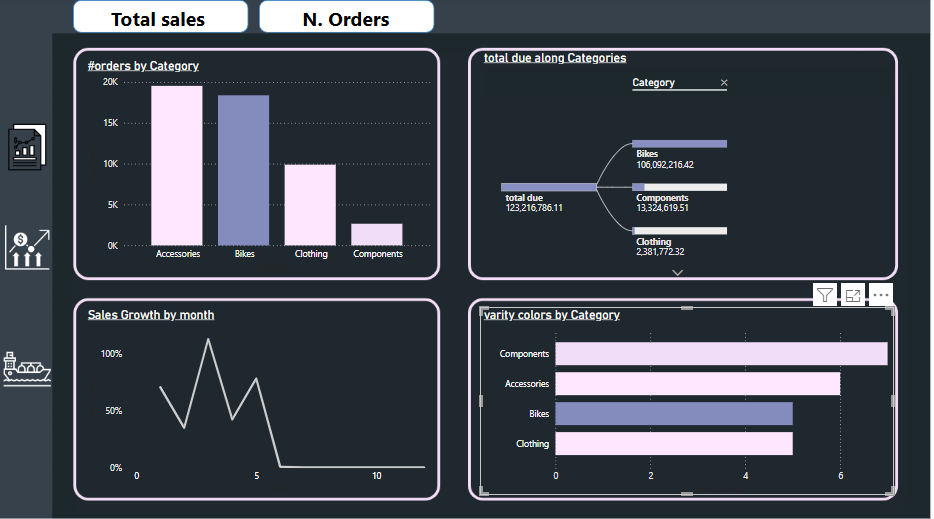 Total sales
N. Orders
#orders by Category
20K
15K
10K
5K
0K
Accessories Bikes Clothing Components
total due along Categories
Category ×
total due
123,216,786.11
Bikes
106,092,216.42
Components
13,324,619.51
Clothing
2,381,772.32
Sales Growth by month
100%
50%
0%
0 5 10
varity colors by Category
Components
Accessories
Bikes
Clothing
0 2 4 6